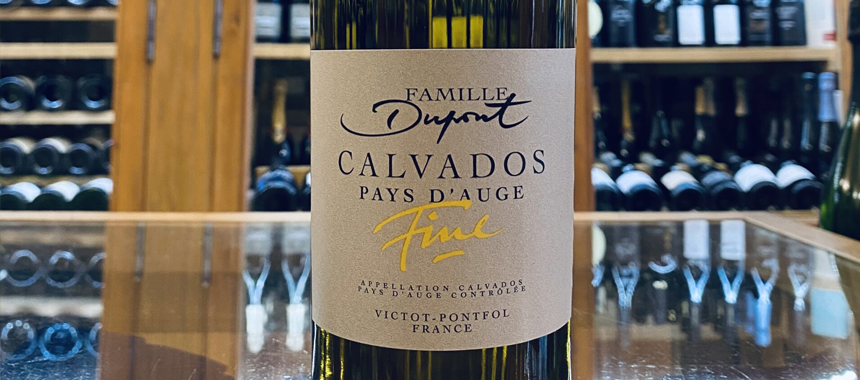 FAMILLE
Dupont
CALVADOS
PAYS D'AUGE
Fine
APPELLATION CALVADOS
PAYS D'AUGE CONTRÔLÉE
VICTOT-PONTFOL
FRANCE